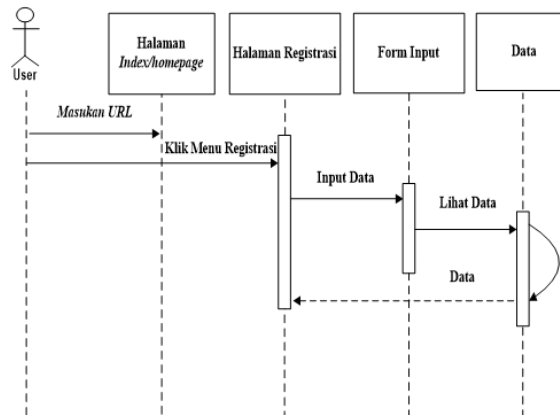 Halaman
Index/homepage
Halaman Registrasi
Form Input
Data
User
Masukan URL
Klik Menu Registrasi
Input Data
Lihat Data
Data